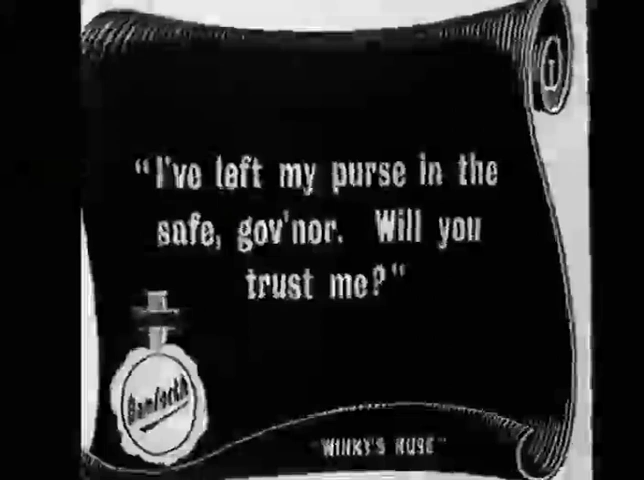 "I've left my purse in the
safe, gov'nor. Will you
trust me?"
Bamforth
"WINKY'S RUSE"